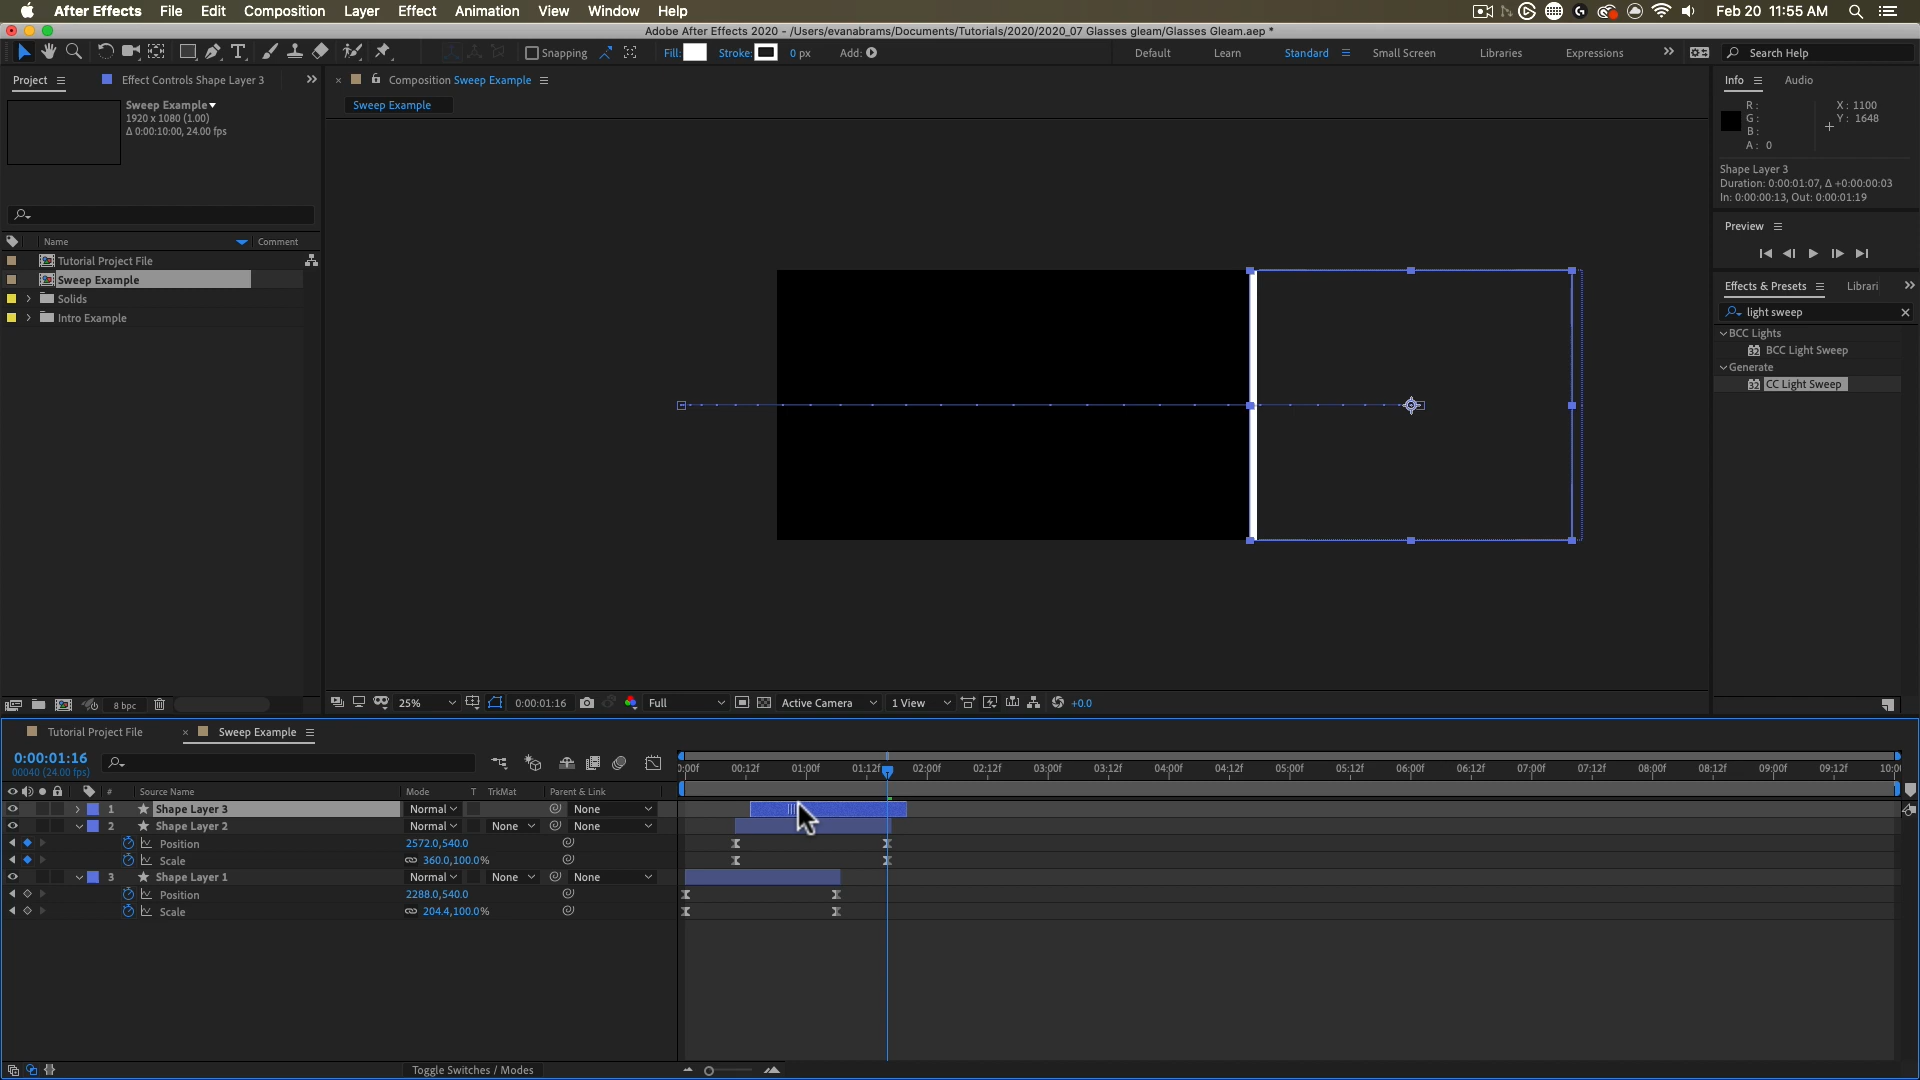 After Effects File Edit Composition Layer Effect Animation View Window Help Feb 20 11:55 AM
Adobe After Effects 2020 - /Users/evanabrams/Documents/Tutorials/2020/2020_07 Glasses gleam/Glasses Gleam.aep *
Snapping Fill: Stroke: 0 px Add: Default Learn Standard Small Screen Libraries Expressions Search Help
Project Effect Controls Shape Layer 3 Composition Sweep Example Info Audio
Sweep Example
1920 x 1080 (1.00)
Δ 0:00:10:00, 24.00 fps
Sweep Example
R:
G:
B:
A: 0
X: 1100
Y: 1648
Shape Layer 3
Duration: 0:00:01:07, Δ +0:00:00:03
In: 0:00:00:13, Out: 0:00:01:19
Preview
Name Comment
Tutorial Project File
Sweep Example
Solids
Intro Example
Effects & Presets Librari
light sweep
BCC Lights
BCC Light Sweep
Generate
CC Light Sweep
8 bpc 25% 0:00:01:16 Full Active Camera 1 View +0.0
Tutorial Project File Sweep Example
0:00:01:16
00040 (24.00 fps)
0:00f 00:12f 01:00f 01:12f 02:00f 02:12f 03:00f 03:12f 04:00f 04:12f 05:00f 05:12f 06:00f 06:12f 07:00f 07:12f 08:00f 08:12f 09:00f 09:12f 10:0
# Source Name Mode T TrkMat Parent & Link
1 Shape Layer 3 Normal None
2 Shape Layer 2 Normal None None
Position 2572.0,540.0
Scale 360.0,100.0%
3 Shape Layer 1 Normal None None
Position 2288.0,540.0
Scale 204.4,100.0%
Toggle Switches / Modes